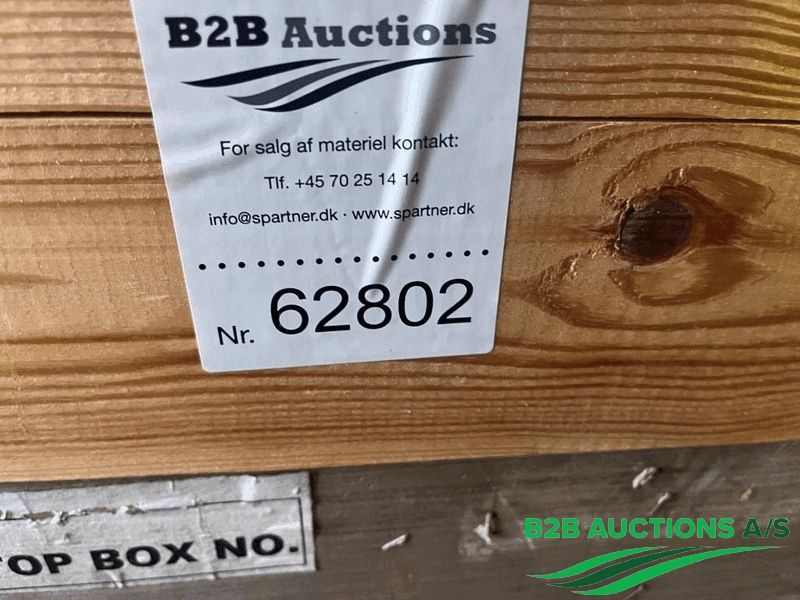 B2B Auctions
For salg af materiel kontakt:
Tlf. +45 70 25 14 14
info@spartner.dk · www.spartner.dk
Nr. 62802
BOX NO.
B2B AUCTIONS A/S